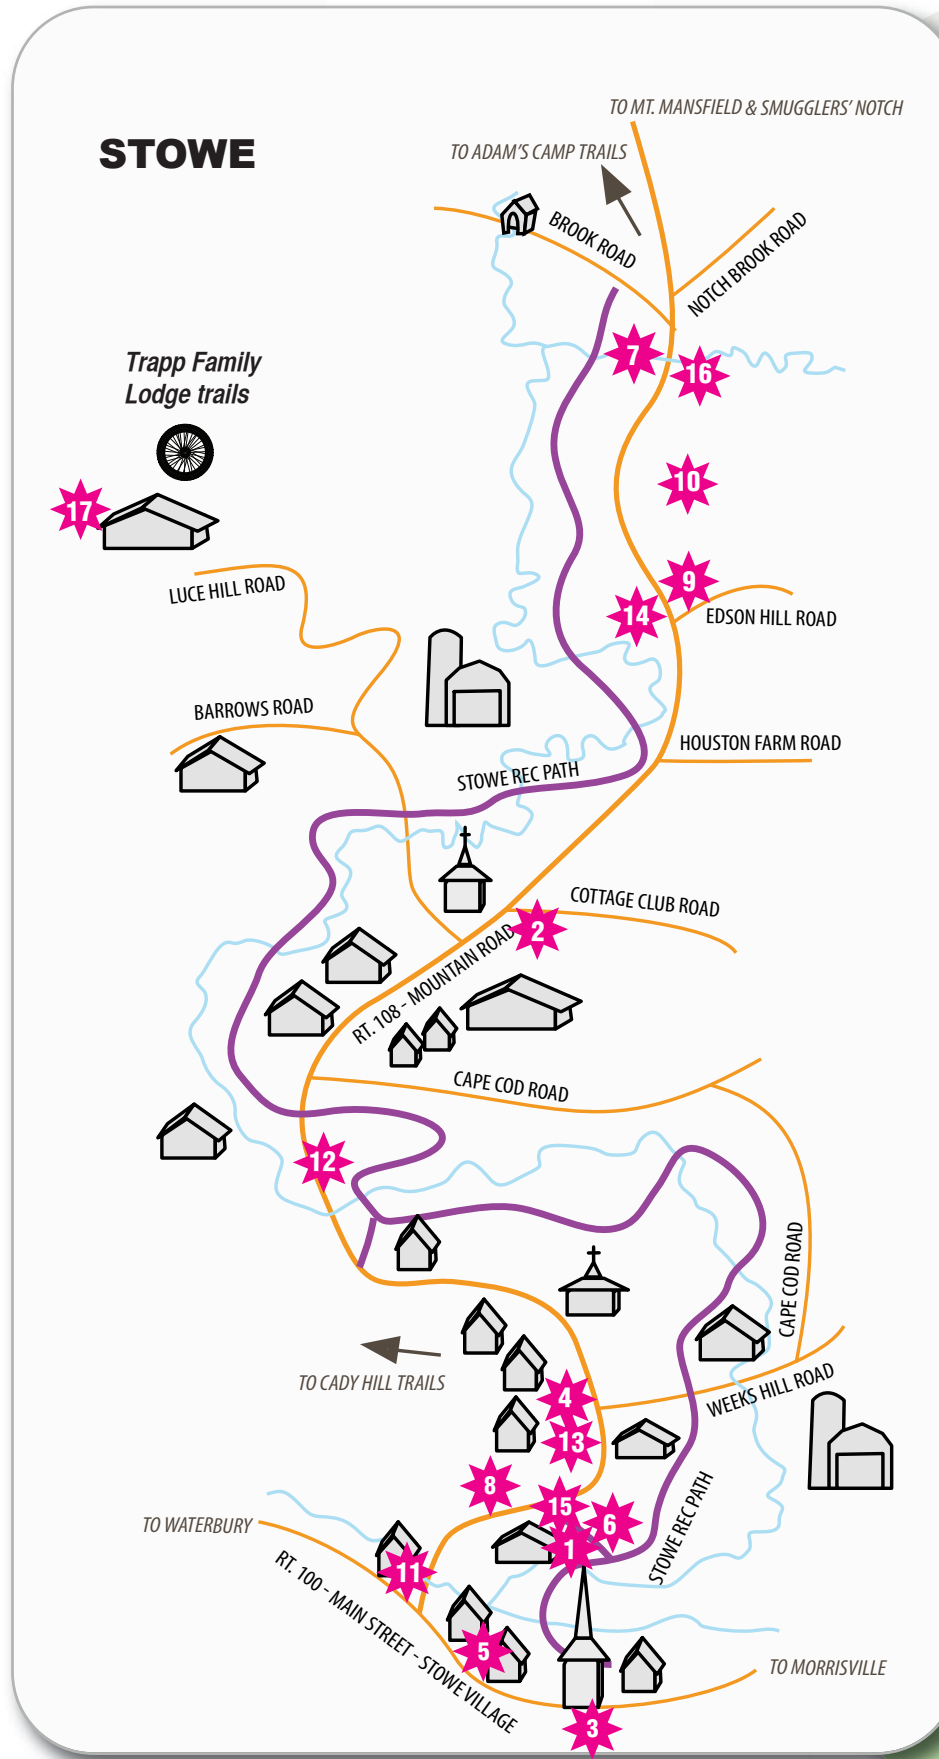 TO MT. MANSFIELD & SMUGGLERS' NOTCH
STOWE
TO ADAM'S CAMP TRAILS
BROOK ROAD
NOTCH BROOK ROAD
7
16
Trapp Family
Lodge trails
10
17
9
LUCE HILL ROAD
14
EDSON HILL ROAD
BARROWS ROAD
HOUSTON FARM ROAD
STOWE REC PATH
COTTAGE CLUB ROAD
2
RT. 108 - MOUNTAIN ROAD
CAPE COD ROAD
12
CAPE COD ROAD
TO CADY HILL TRAILS
WEEKS HILL ROAD
4
13
8
15
6
STOWE REC PATH
TO WATERBURY
1
11
RT. 100 - MAIN STREET - STOWE VILLAGE
5
TO MORRISVILLE
3